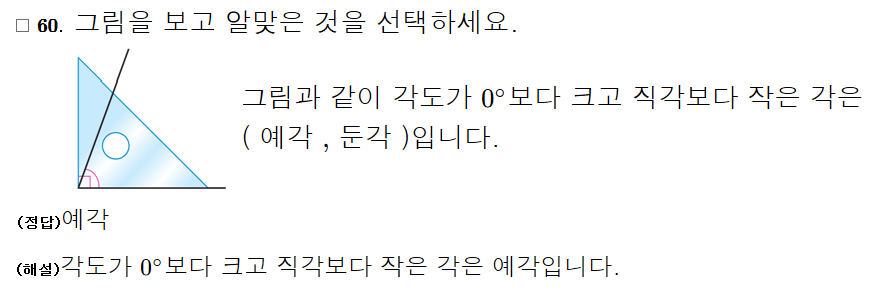 □ 60. 그림을 보고 알맞은 것을 선택하세요.
그림과 같이 각도가 0°보다 크고 직각보다 작은 각은
( 예각 , 둔각 )입니다.
(정답)예각
(해설)각도가 0°보다 크고 직각보다 작은 각은 예각입니다.